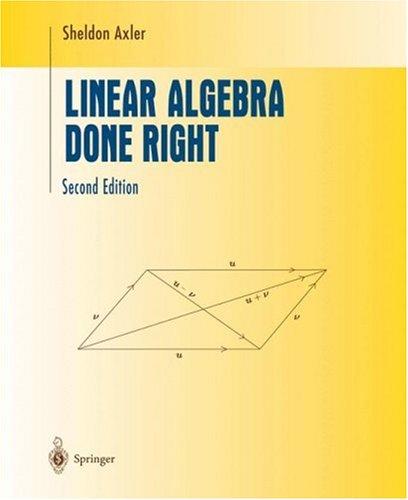 Sheldon Axler
LINEAR ALGEBRA
DONE RIGHT
Second Edition
u
u – v
u + v
v
v
u
Springer